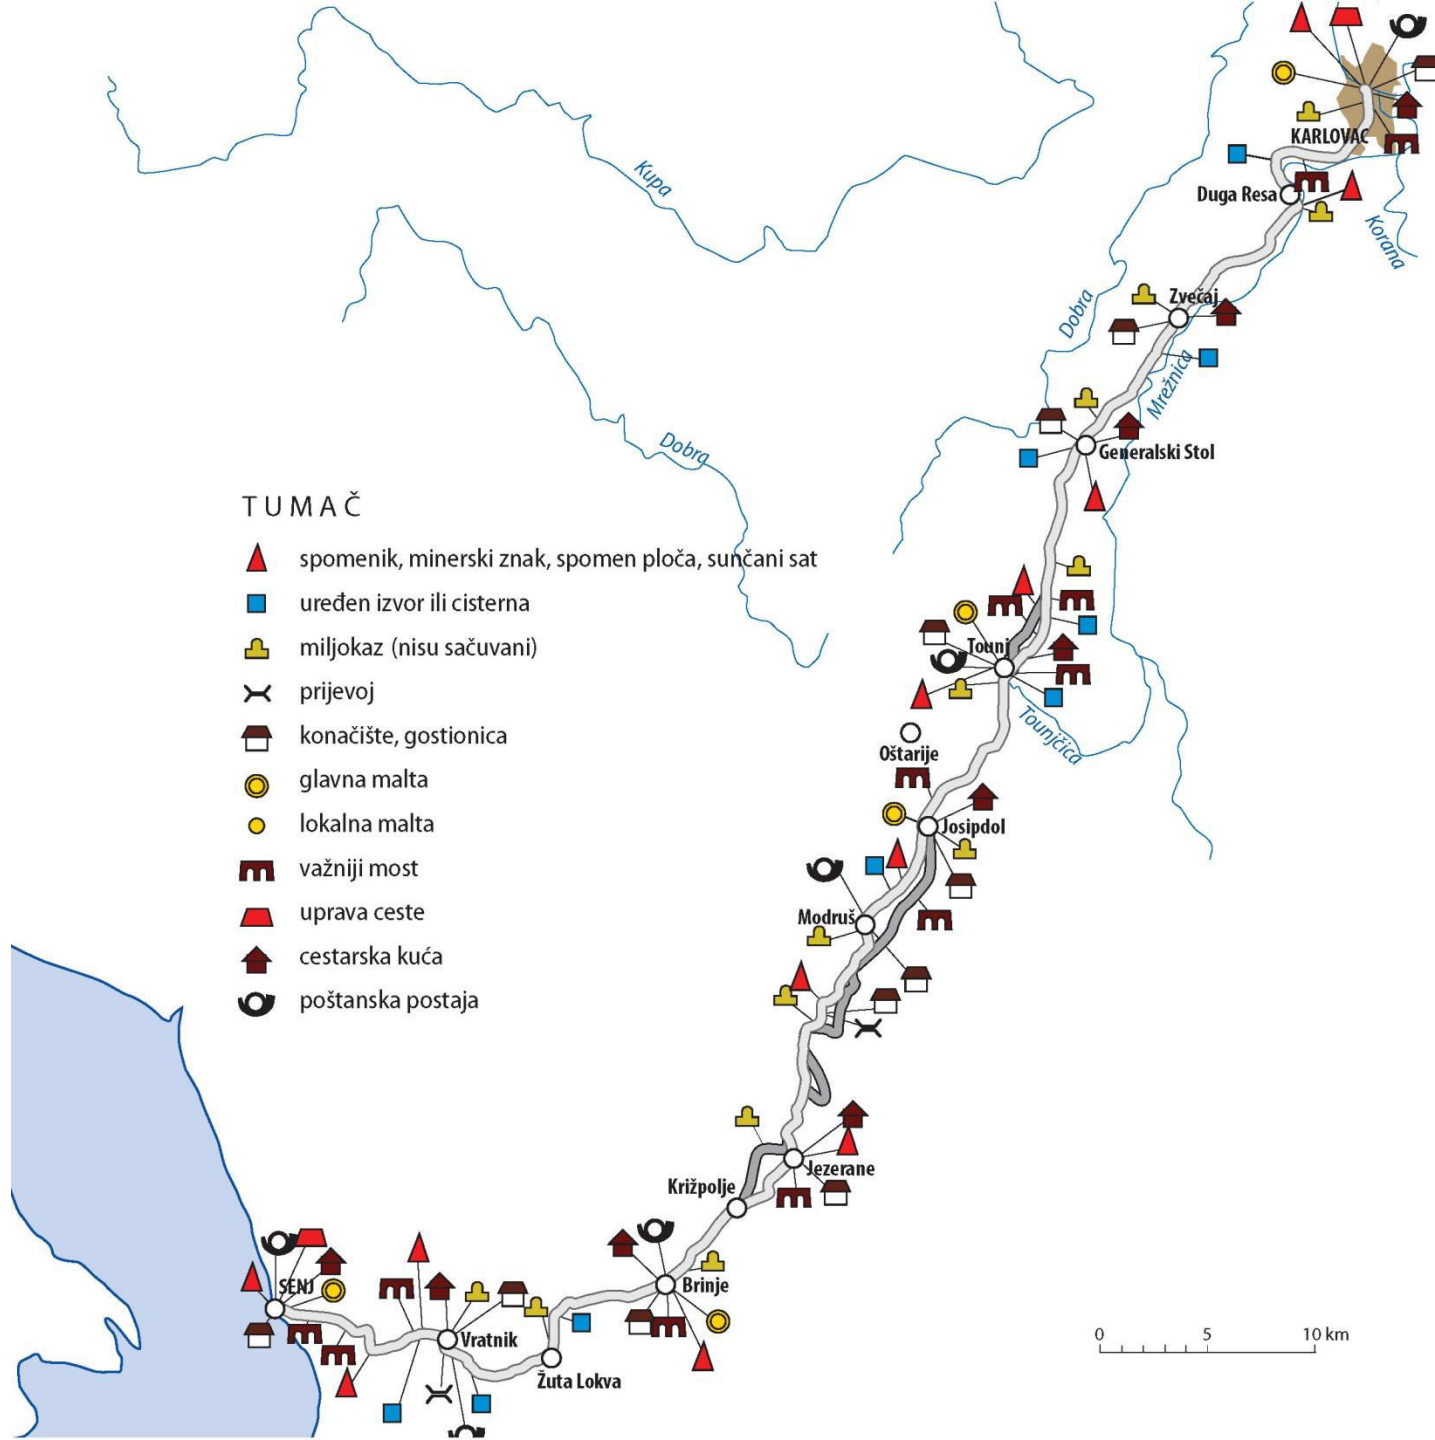 KARLOVAC
Kupa
Duga Resa
Korana
Zvečaj
Dobra
Mrežnica
Dobra
Generalski Stol
TUMAČ
spomenik, minerski znak, spomen ploča, sunčani sat
uređen izvor ili cisterna
miljokaz (nisu sačuvani)
prijevoj
konačište, gostionica
glavna malta
lokalna malta
važniji most
uprava ceste
cestarska kuća
poštanska postaja
Tounj
Tounjčica
Oštarije
Josipdol
Modruš
Jezerane
Križpolje
SENJ
Brinje
Vratnik
Žuta Lokva
0 5 10 km